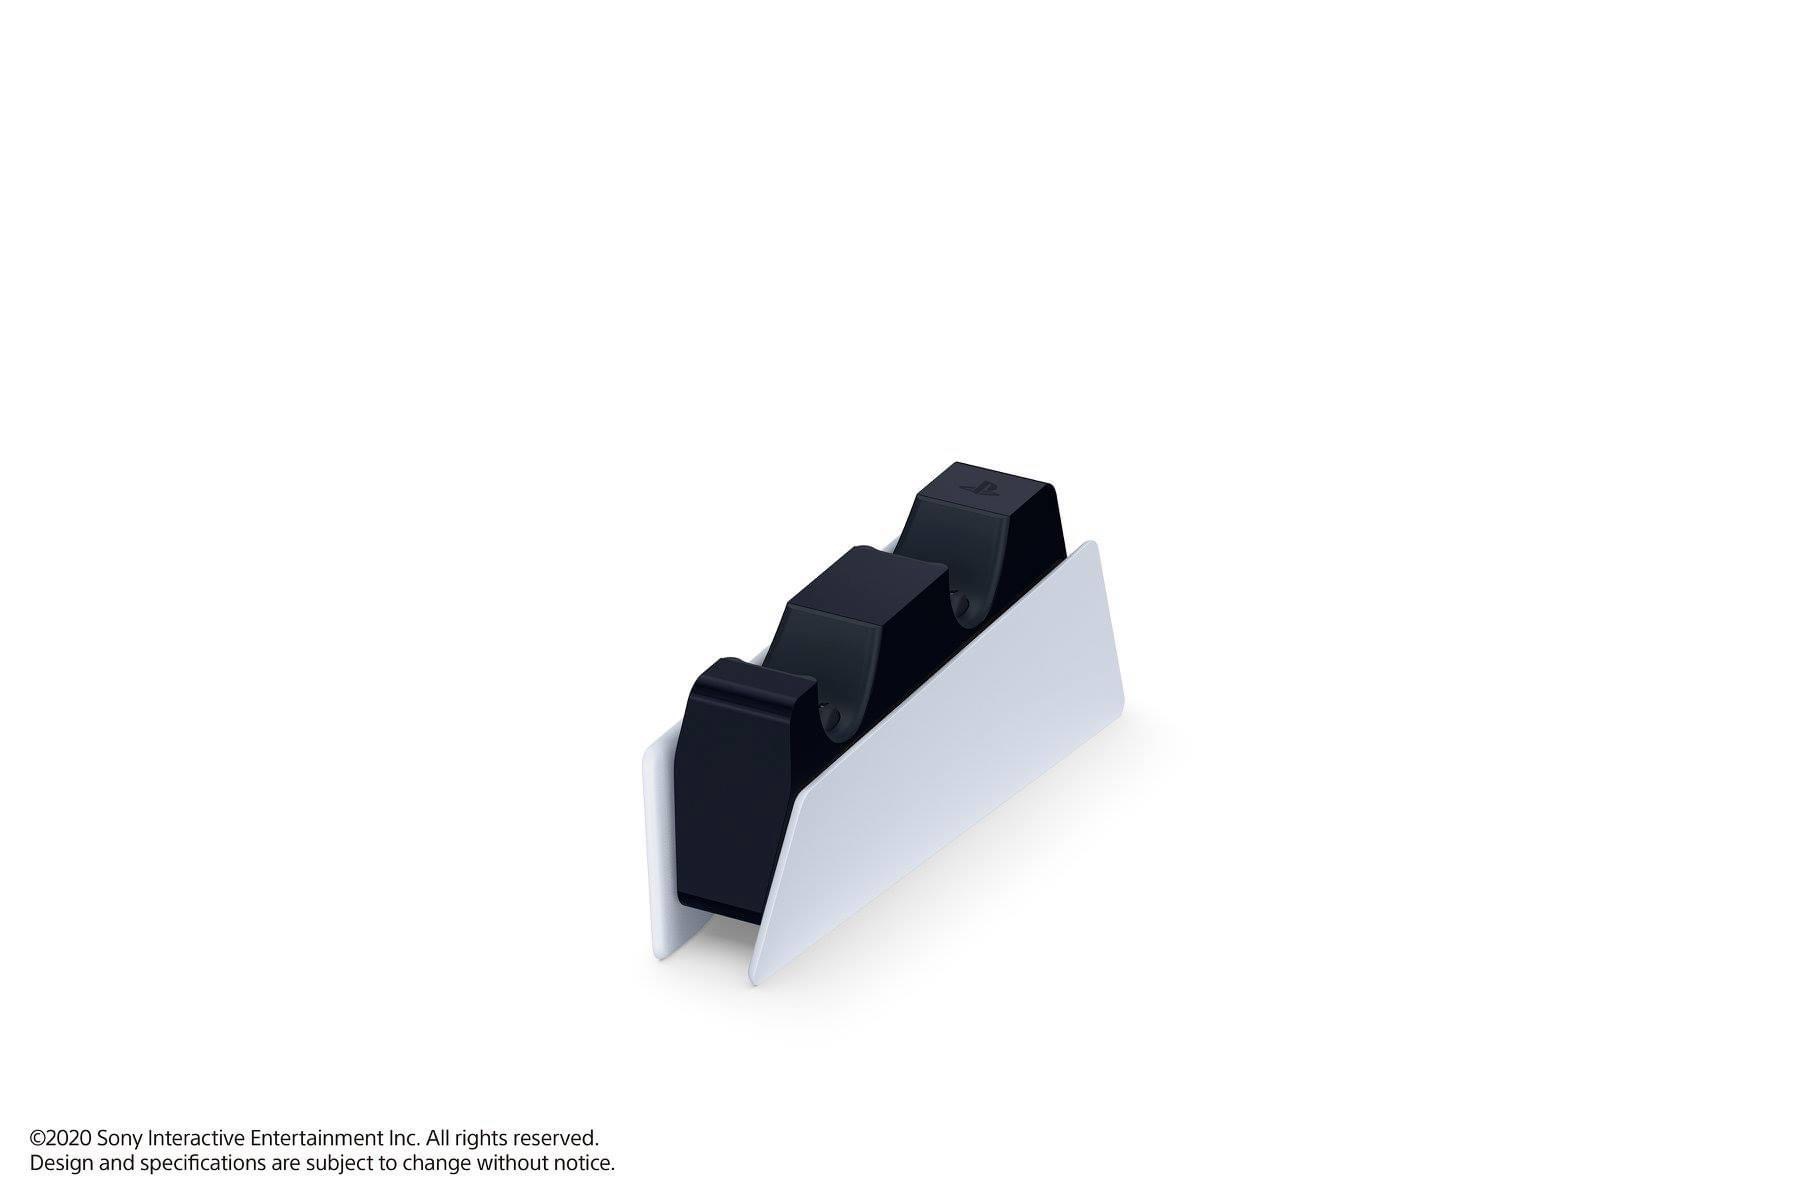 ©2020 Sony Interactive Entertainment Inc. All rights reserved.
Design and specifications are subject to change without notice.